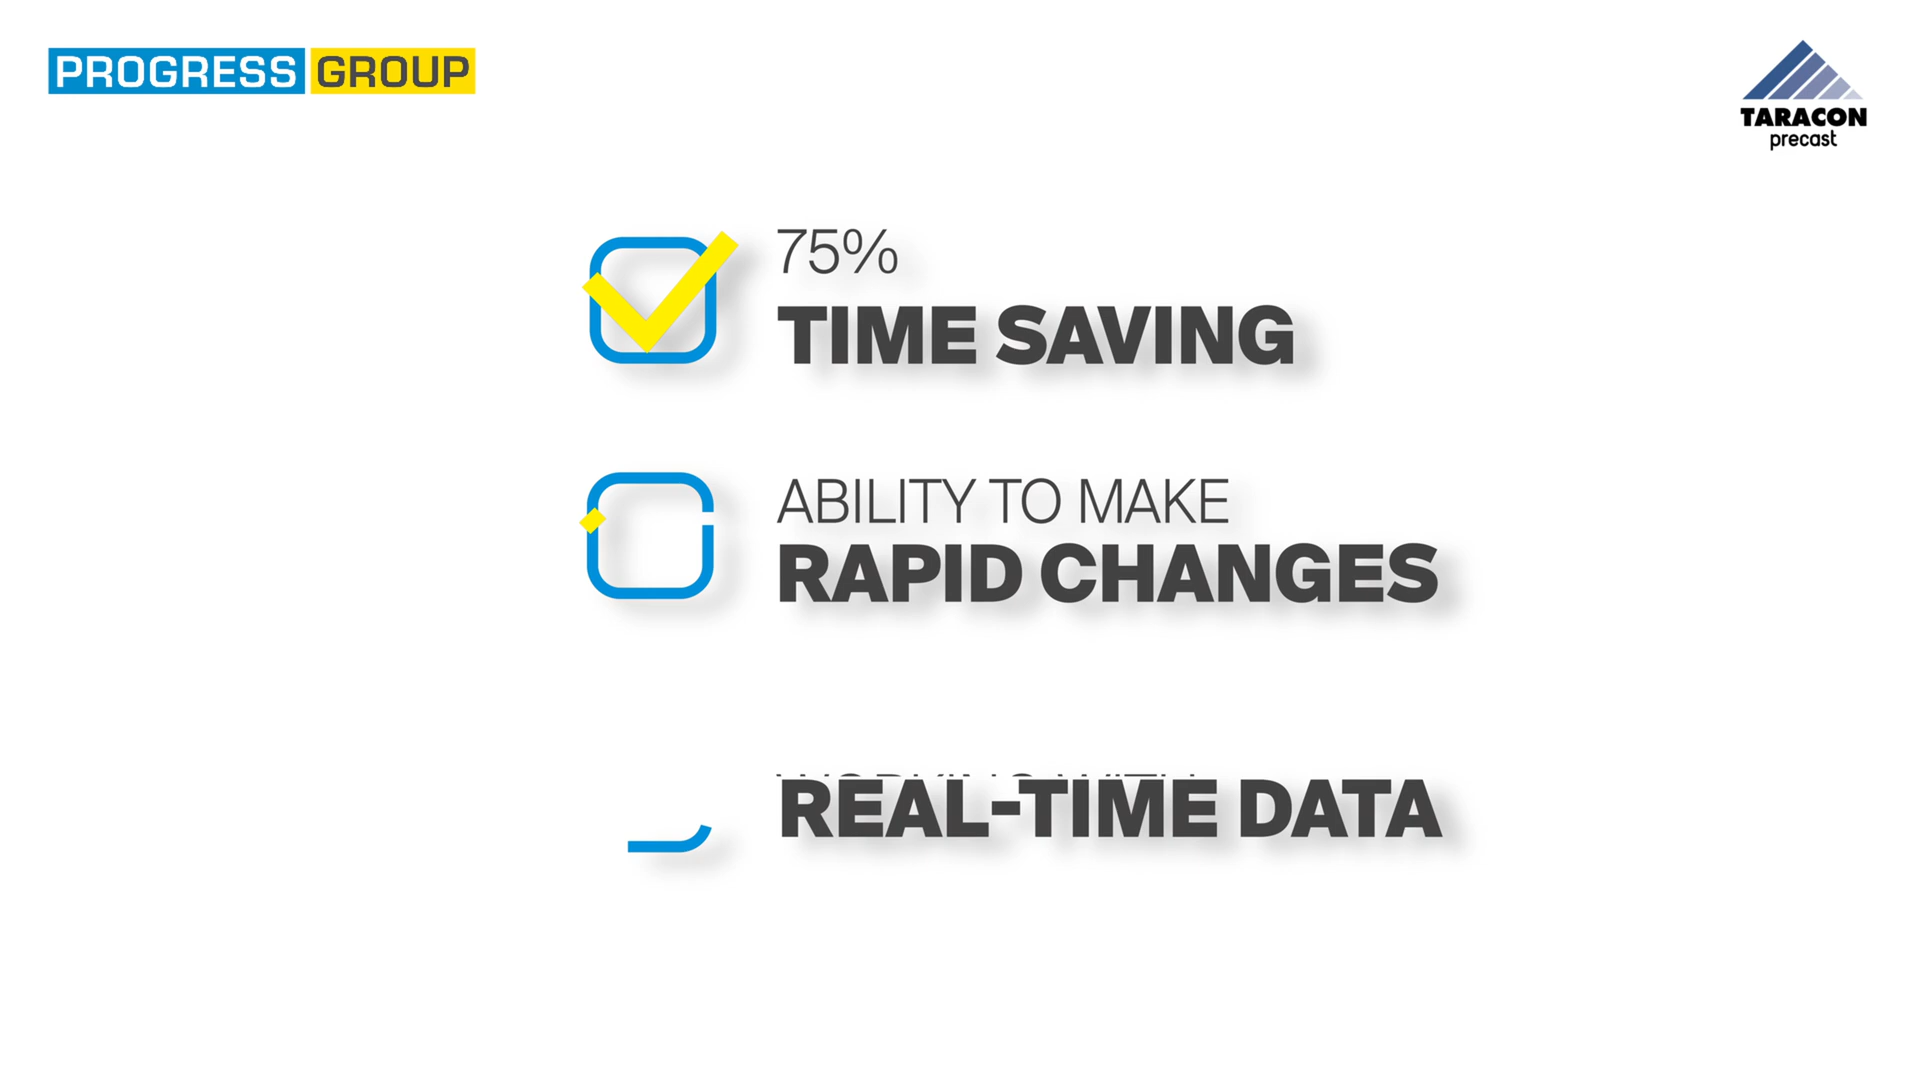 PROGRESS GROUP
TARACON
precast
75%
TIME SAVING
ABILITY TO MAKE
RAPID CHANGES
REAL-TIME DATA